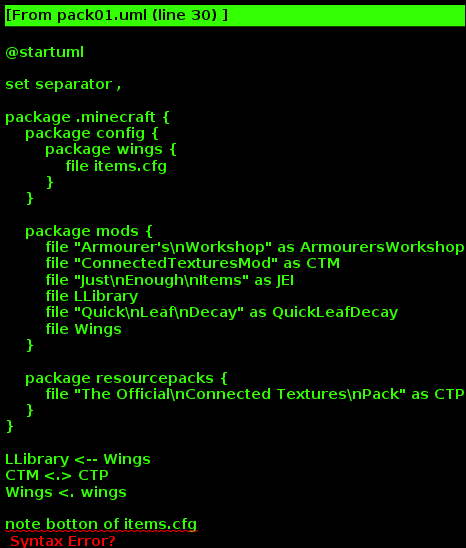 [From pack01.uml (line 30) ]
@startuml
set separator ,
package .minecraft {
package config {
package wings {
file items.cfg
}
}
package mods {
file "Armourer's\nWorkshop" as ArmourersWorkshop
file "ConnectedTexturesMod" as CTM
file "Just\nEnough\nItems" as JEI
file LLibrary
file "Quick\nLeaf\nDecay" as QuickLeafDecay
file Wings
}
package resourcepacks {
file "The Official\nConnected Textures\nPack" as CTP
}
}
LLibrary <-- Wings
CTM <.> CTP
Wings <. wings
note botton of items.cfg
Syntax Error?